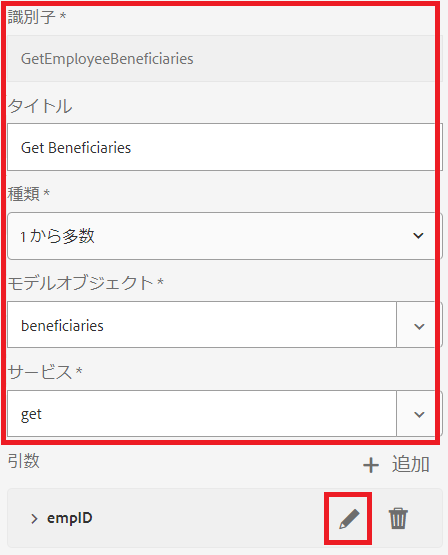 識別子 *
GetEmployeeBeneficiaries
タイトル
Get Beneficiaries
種類 *
1 から多数
モデルオブジェクト *
beneficiaries
サービス *
get
引数 + 追加
> empID